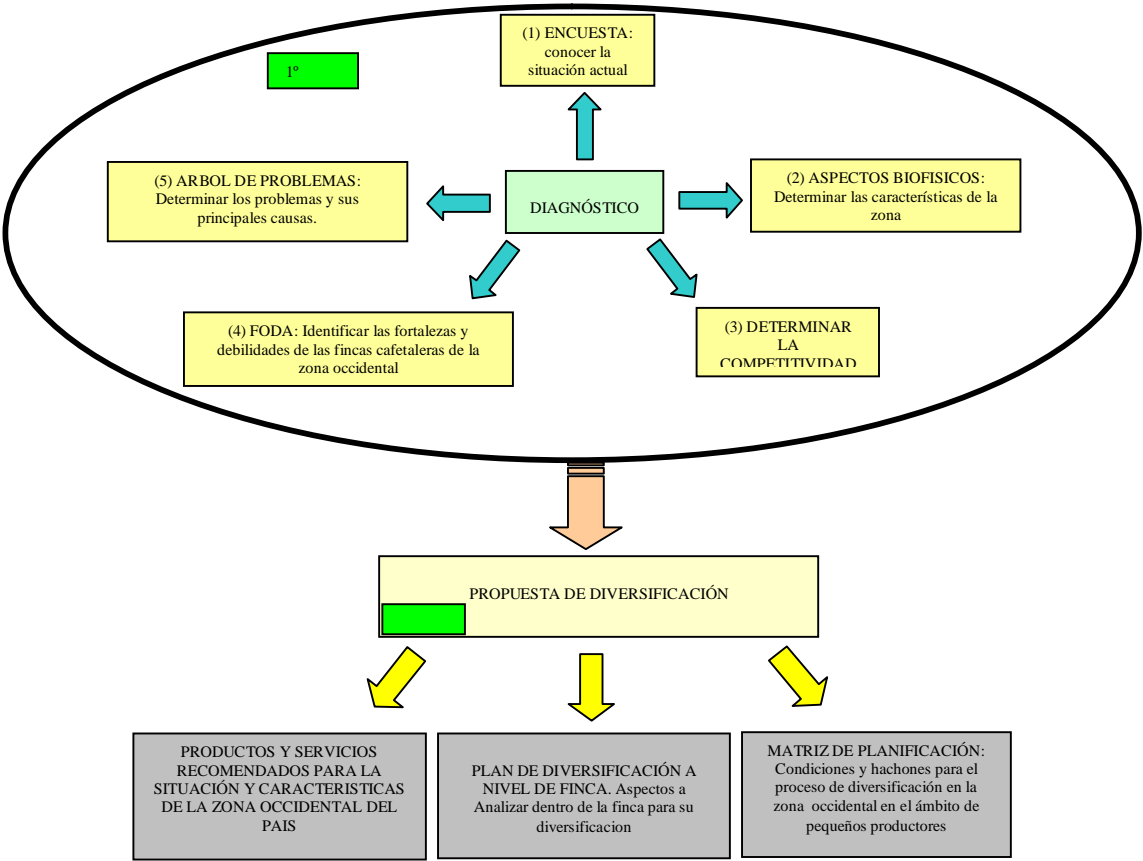 (1) ENCUESTA:
conocer la
situación actual
1º
(5) ARBOL DE PROBLEMAS:
Determinar los problemas y sus
principales causas.
DIAGNÓSTICO
(2) ASPECTOS BIOFISICOS:
Determinar las características de la
zona
(4) FODA: Identificar las fortalezas y
debilidades de las fincas cafetaleras de la
zona occidental
(3) DETERMINAR
LA
COMPETITIVIDAD
PROPUESTA DE DIVERSIFICACIÓN
PRODUCTOS Y SERVICIOS
RECOMENDADOS PARA LA
SITUACIÓN Y CARACTERISTICAS
DE LA ZONA OCCIDENTAL DEL
PAIS
PLAN DE DIVERSIFICACIÓN A
NIVEL DE FINCA. Aspectos a
Analizar dentro de la finca para su
diversificacion
MATRIZ DE PLANIFICACIÓN:
Condiciones y hachones para el
proceso de diversificación en la
zona occidental en el ámbito de
pequeños productores